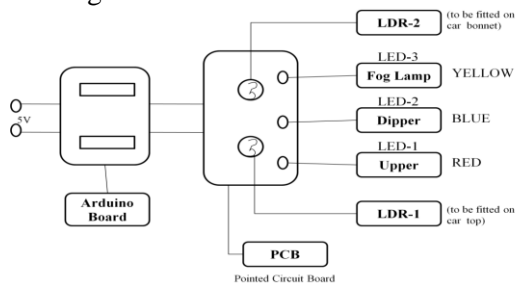 LDR-2
(to be fitted on
car bonnet)
LED-3
Fog Lamp
YELLOW
LED-2
Dipper
BLUE
LED-1
Upper
RED
LDR-1
(to be fitted on
car top)
5V
Arduino
Board
PCB
Pointed Circuit Board